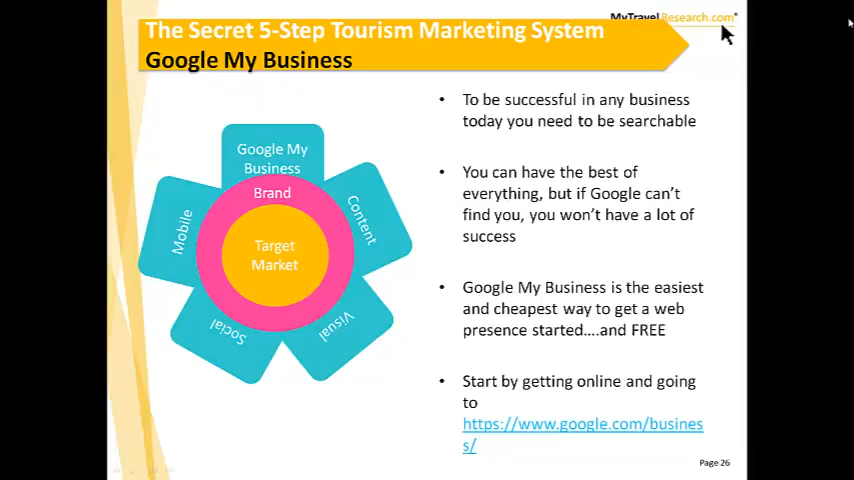 MyTravelResearch.com
The Secret 5-Step Tourism Marketing System
Google My Business
Google My
Business
Brand
Target
Market
Content
Visual
Social
Mobile
• To be successful in any business
today you need to be searchable
• You can have the best of
everything, but if Google can't
find you, you won't have a lot of
success
• Google My Business is the easiest
and cheapest way to get a web
presence started....and FREE
• Start by getting online and going
to
https://www.google.com/busines
s/
Page 26